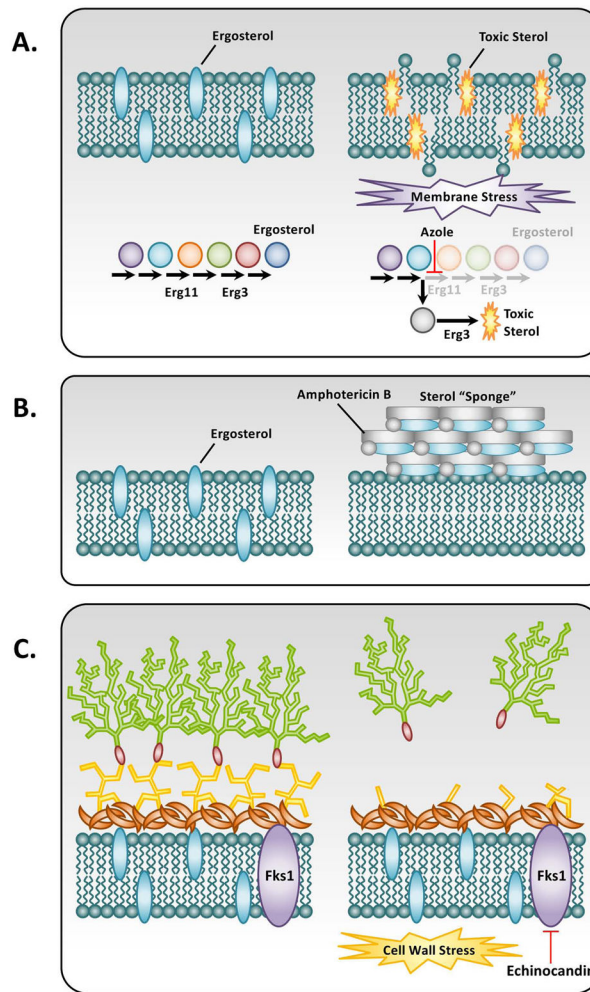 A.
Ergosterol
Toxic Sterol
Membrane Stress
Ergosterol
Erg11
Erg3
Azole
Ergosterol
Erg11
Erg3
Erg3
Toxic
Sterol
B.
Ergosterol
Amphotericin B
Sterol “Sponge”
C.
Fks1
Fks1
Cell Wall Stress
Echinocandin